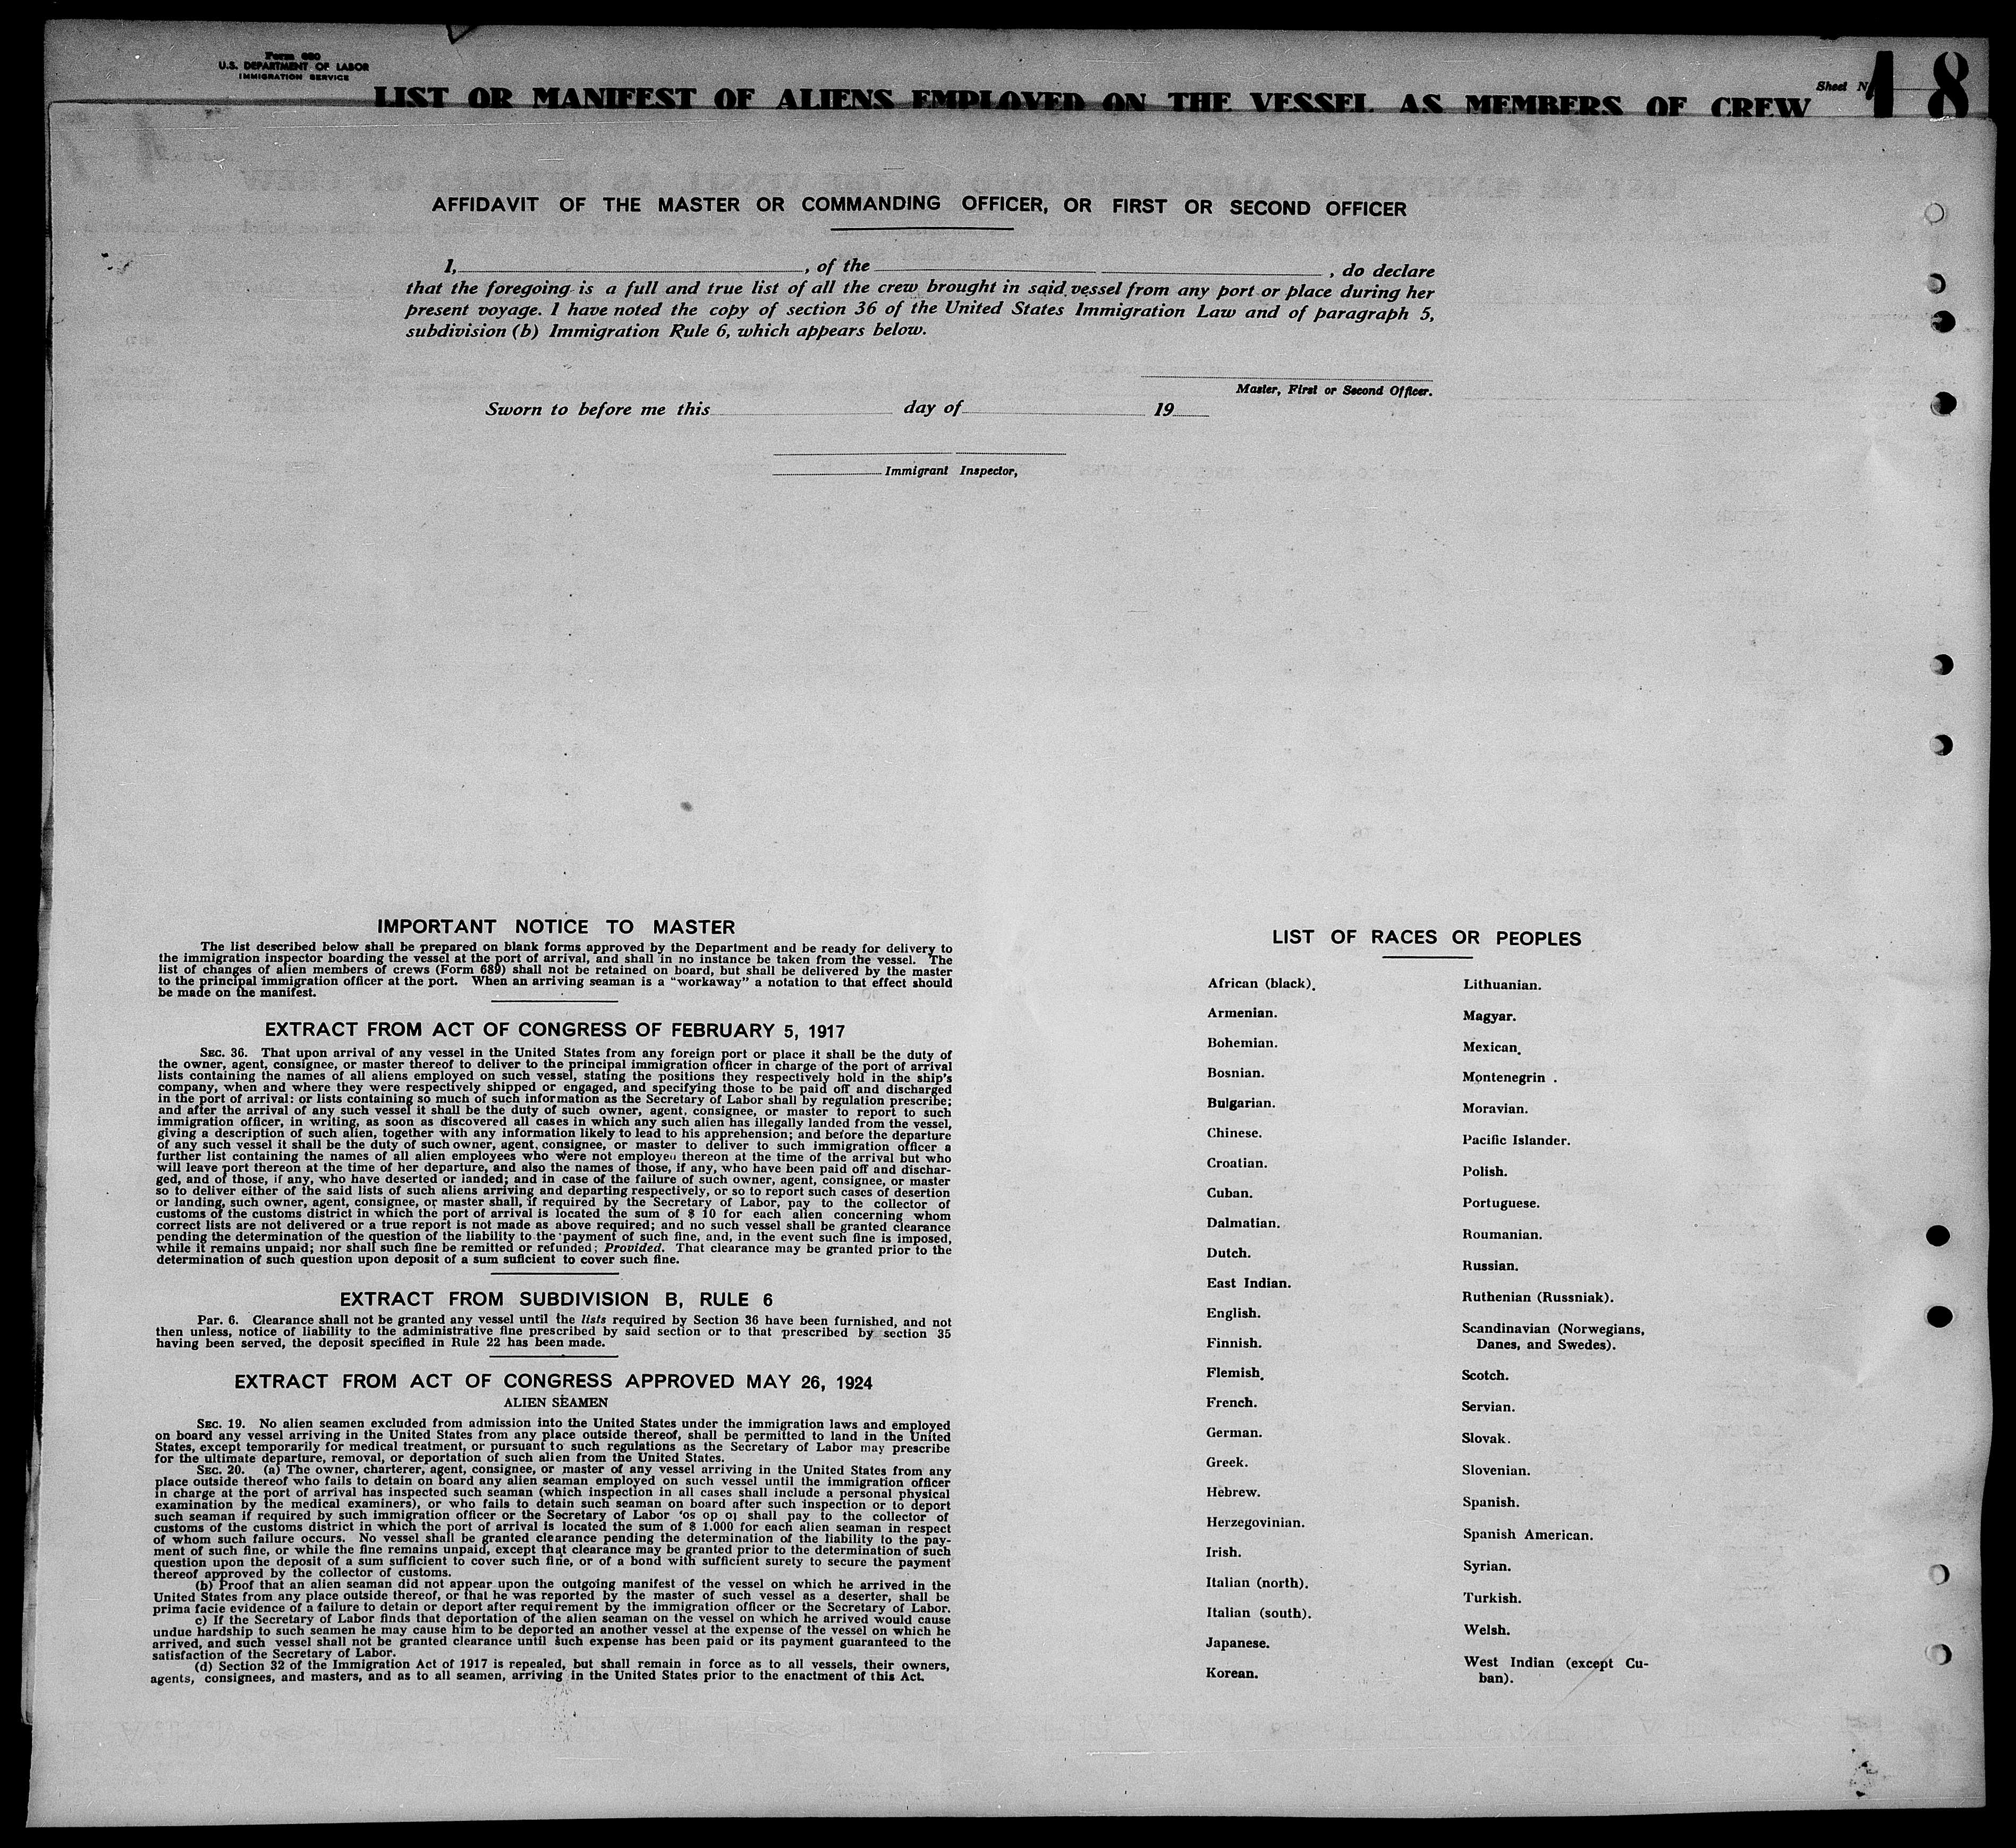 Form 680
U.S. DEPARTMENT OF LABOR
IMMIGRATION SERVICE
LIST OR MANIFEST OF ALIENS EMPLOYED ON THE VESSEL AS MEMBERS OF CREW
Sheet N 18
AFFIDAVIT OF THE MASTER OR COMMANDING OFFICER, OR FIRST OR SECOND OFFICER
I, , of the , do declare
that the foregoing is a full and true list of all the crew brought in said vessel from any port or place during her
present voyage. I have noted the copy of section 36 of the United States Immigration Law and of paragraph 5,
subdivision (b) Immigration Rule 6, which appears below.
Master, First or Second Officer.
Sworn to before me this day of 19
Immigrant Inspector,
IMPORTANT NOTICE TO MASTER
The list described below shall be prepared on blank forms approved by the Department and be ready for delivery to
the immigration inspector boarding the vessel at the port of arrival, and shall in no instance be taken from the vessel. The
list of changes of alien members of crews (Form 689) shall not be retained on board, but shall be delivered by the master
to the principal immigration officer at the port. When an arriving seaman is a "workaway" a notation to that effect should
be made on the manifest.
EXTRACT FROM ACT OF CONGRESS OF FEBRUARY 5, 1917
SEC. 36. That upon arrival of any vessel in the United States from any foreign port or place it shall be the duty of
the owner, agent, consignee, or master thereof to deliver to the principal immigration officer in charge of the port of arrival
lists containing the names of all aliens employed on such vessel, stating the positions they respectively hold in the ship's
company, when and where they were respectively shipped or engaged, and specifying those to be paid off and discharged
in the port of arrival: or lists containing so much of such information as the Secretary of Labor shall by regulation prescribe;
and after the arrival of any such vessel it shall be the duty of such owner, agent, consignee, or master to report to such
immigration officer, in writing, as soon as discovered all cases in which any such alien has illegally landed from the vessel,
giving a description of such alien, together with any information likely to lead to his apprehension; and before the departure
of any such vessel it shall be the duty of such owner, agent, consignee, or master to deliver to such immigration officer a
further list containing the names of all alien employees who were not employed thereon at the time of the arrival but who
will leave port thereon at the time of her departure, and also the names of those, if any, who have been paid off and dischar-
ged, and of those, if any, who have deserted or landed; and in case of the failure of such owner, agent, consignee, or master
so to deliver either of the said lists of such aliens arriving and departing respectively, or so to report such cases of desertion
or landing, such owner, agent, consignee, or master shall, if required by the Secretary of Labor, pay to the collector of
customs of the customs district in which the port of arrival is located the sum of $ 10 for each alien concerning whom
correct lists are not delivered or a true report is not made as above required; and no such vessel shall be granted clearance
pending the determination of the question of the liability to the payment of such fine, and, in the event such fine is imposed,
while it remains unpaid; nor shall such fine be remitted or refunded; Provided. That clearance may be granted prior to the
determination of such question upon deposit of a sum suficient to cover such fine.
EXTRACT FROM SUBDIVISION B, RULE 6
Par. 6. Clearance shall not be granted any vessel until the lists required by Section 36 have been furnished, and not
then unless, notice of liability to the administrative fine prescribed by said section or to that prescribed by section 35
having been served, the deposit specified in Rule 22 has been made.
EXTRACT FROM ACT OF CONGRESS APPROVED MAY 26, 1924
ALIEN SEAMEN
SEC. 19. No alien seamen excluded from admission into the United States under the immigration laws and employed
on board any vessel arriving in the United States from any place outside thereof, shall be permitted to land in the United
States, except temporarily for medical treatment, or pursuant to such regulations as the Secretary of Labor may prescribe
for the ultimate departure, removal, or deportation of such alien from the United States.
SEC. 20. (a) The owner, charterer, agent, consignee, or master of any vessel arriving in the United States from any
place outside thereof who fails to detain on board any alien seaman employed on such vessel until the immigration officer
in charge at the port of arrival has inspected such seaman (which inspection in all cases shall include a personal physical
examination by the medical examiners), or who fails to detain such seaman on board after such inspection or to deport
such seaman if required by such immigration officer or the Secretary of Labor 'os op oʇ shall pay to the collector of
customs of the customs district in which the port of arrival is located the sum of $ 1.000 for each alien seaman in respect
of whom such failure occurs. No vessel shall be granted clearance pending the determination of the liability to the pay-
ment of such fine, or while the fine remains unpaid, except that clearance may be granted prior to the determination of such
question upon the deposit of a sum sufficient to cover such fine, or of a bond with sufficient surety to secure the payment
thereof approved by the collector of customs.
(b) Proof that an alien seaman did not appear upon the outgoing manifest of the vessel on which he arrived in the
United States from any place outside thereof, or that he was reported by the master of such vessel as a deserter, shall be
prima facie evidence of a failure to detain or deport after requirement by the immigration officer or the Secretary of Labor.
c) If the Secretary of Labor finds that deportation of the alien seaman on the vessel on which he arrived would cause
undue hardship to such seamen he may cause him to be deported an another vessel at the expense of the vessel on which he
arrived, and such vessel shall not be granted clearance until such expense has been paid or its payment guaranteed to the
satisfaction of the Secretary of Labor.
(d) Section 32 of the Immigration Act of 1917 is repealed, but shall remain in force as to all vessels, their owners,
agents, consignees, and masters, and as to all seamen, arriving in the United States prior to the enactment of this Act.
LIST OF RACES OR PEOPLES
African (black).
Armenian.
Bohemian.
Bosnian.
Bulgarian.
Chinese.
Croatian.
Cuban.
Dalmatian.
Dutch.
East Indian.
English.
Finnish.
Flemish.
French.
German.
Greek.
Hebrew.
Herzegovinian.
Irish.
Italian (north).
Italian (south).
Japanese.
Korean.
Lithuanian.
Magyar.
Mexican.
Montenegrin .
Moravian.
Pacific Islander.
Polish.
Portuguese.
Roumanian.
Russian.
Ruthenian (Russniak).
Scandinavian (Norwegians,
Danes, and Swedes).
Scotch.
Servian.
Slovak.
Slovenian.
Spanish.
Spanish American.
Syrian.
Turkish.
Welsh.
West Indian (except Cu-
ban).